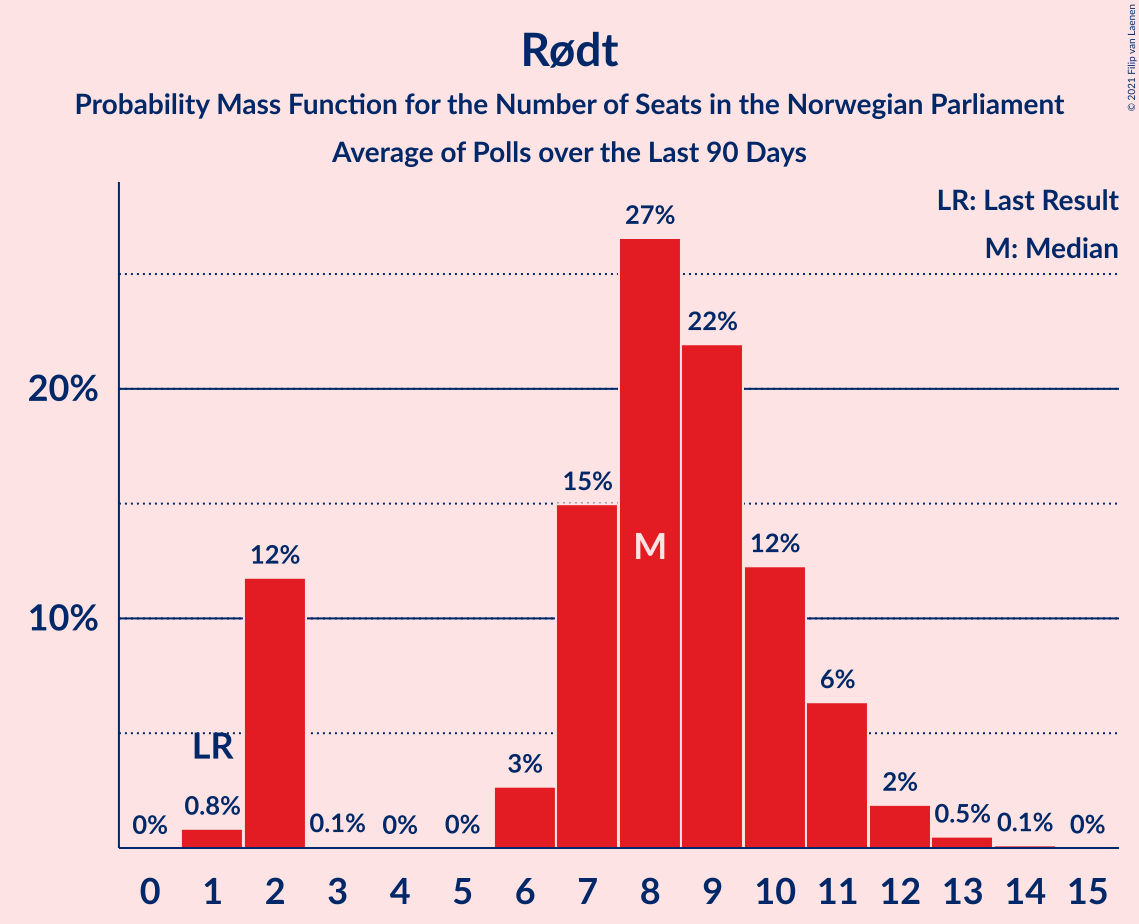 Rødt
Probability Mass Function for the Number of Seats in the Norwegian Parliament
Average of Polls over the Last 90 Days
© 2021 Filip van Laenen
LR: Last Result
M: Median
27%
22%
20%
15%
M
12%
12%
10%
6%
LR
3%
2%
0% 0.8% 0.1% 0% 0% 0.5% 0.1% 0%
0 1 2 3 4 5 6 7 8 9 10 11 12 13 14 15